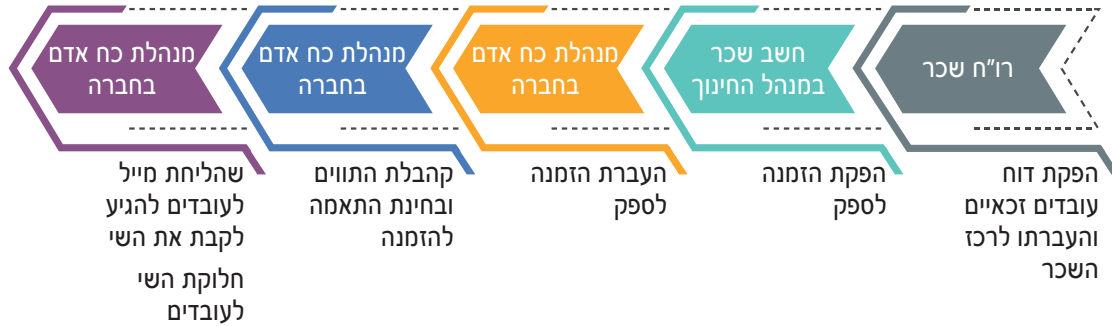 רו"ח שכר
הפקת דוח
עובדים זכאיים
והעברתו לרכז
השכר
חשב שכר
במנהל החינוך
הפקת הזמנה
לספק
מנהלת כח אדם
בחברה
העברת הזמנה
לספק
מנהלת כח אדם
בחברה
קהבלת התווים
ובחינת התאמה
להזמנה
מנהלת כח אדם
בחברה
שהליחת מייל
לעובדים להגיע
לקבת את השי
חלוקת השי
לעובדים